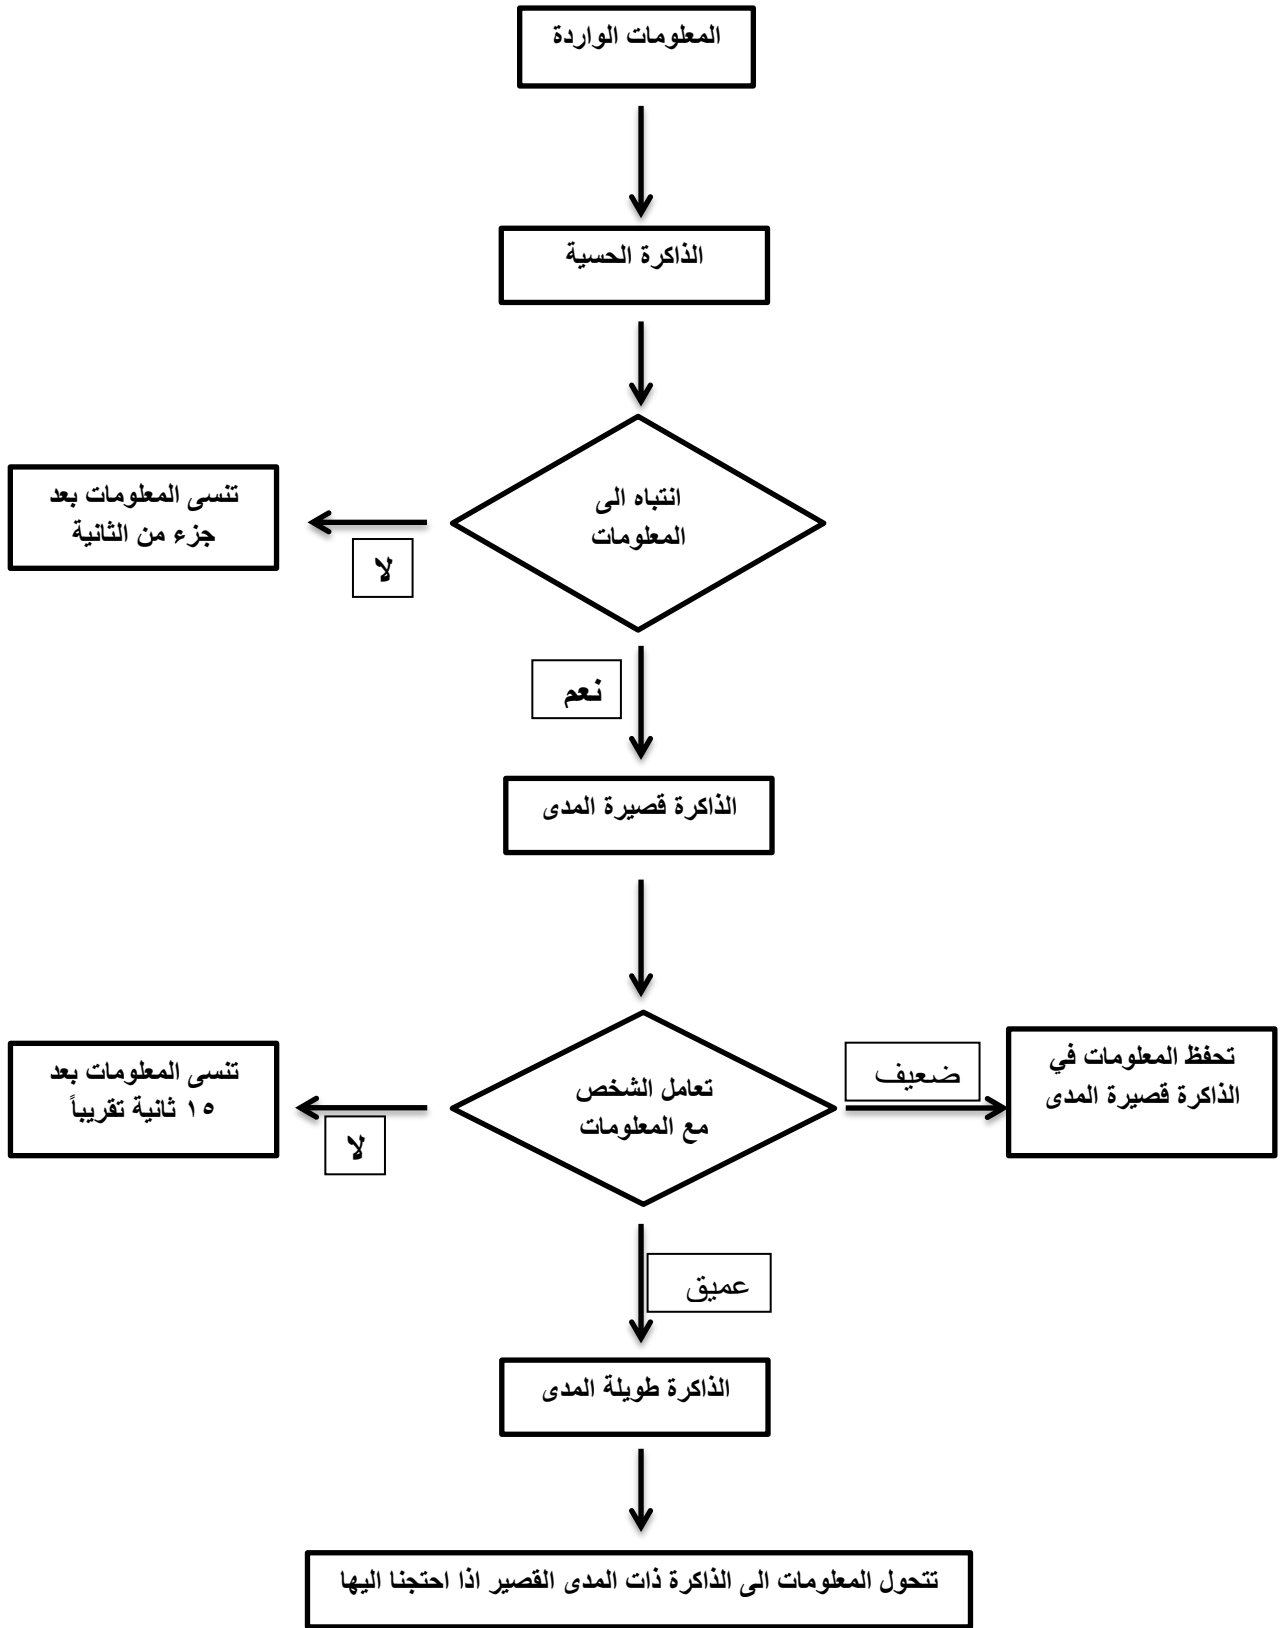 المعلومات الواردة
الذاكرة الحسية
انتباه الى
المعلومات
تنسى المعلومات بعد
جزء من الثانية
لا
نعم
الذاكرة قصيرة المدى
تعامل الشخص
مع المعلومات
ضعيف
تحفظ المعلومات في
الذاكرة قصيرة المدى
تنسى المعلومات بعد
١٥ ثانية تقريباً
لا
عميق
الذاكرة طويلة المدى
تتحول المعلومات الى الذاكرة ذات المدى القصير اذا احتجنا اليها